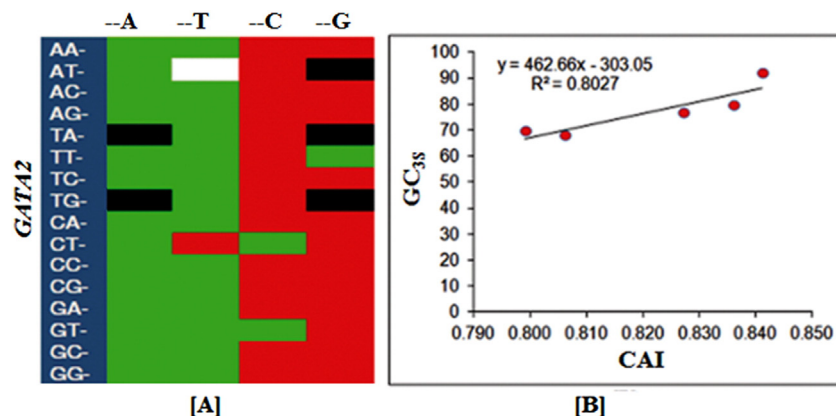 --A --T --C --G
GATA2
AA-
AT-
AC-
AG-
TA-
TT-
TC-
TG-
CA-
CT-
CC-
CG-
GA-
GT-
GC-
GG-
[A]
y = 462.66x - 303.05
R² = 0.8027
GC3S
100
90
80
70
60
50
40
30
20
10
0
0.790 0.800 0.810 0.820 0.830 0.840 0.850
CAI
[B]